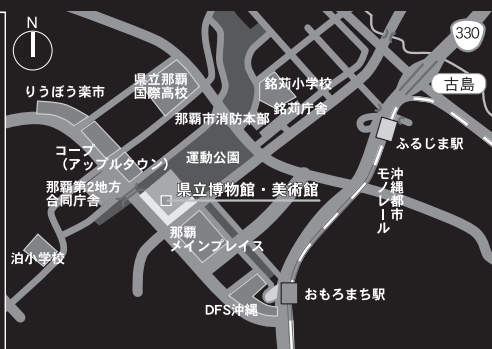 N
330
古島
県立那覇
国際高校
銘苅小学校
りうぼう楽市
銘苅庁舎
那覇市消防本部
ふるじま駅
コープ
（アップルタウン）
運動公園
沖縄都市
モノレール
那覇第2地方
合同庁舎
県立博物館・美術館
那覇
メインプレイス
泊小学校
おもろまち駅
DFS沖縄